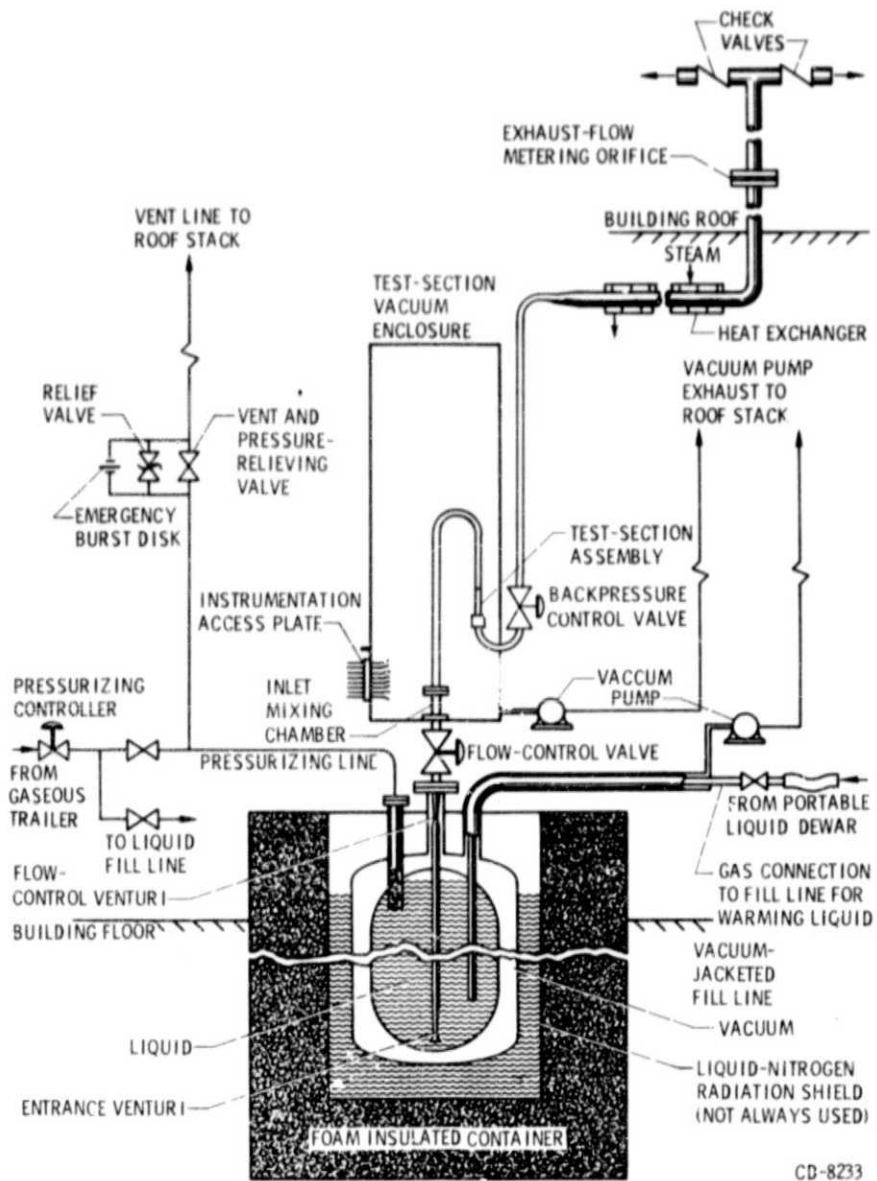 CHECK
VALVES
EXHAUST-FLOW
METERING ORIFICE
BUILDING ROOF
STEAM
HEAT EXCHANGER
VENT LINE TO
ROOF STACK
TEST-SECTION
VACUUM
ENCLOSURE
VACUUM PUMP
EXHAUST TO
ROOF STACK
RELIEF
VALVE
VENT AND
PRESSURE-
RELIEVING
VALVE
EMERGENCY
BURST DISK
TEST-SECTION
ASSEMBLY
BACKPRESSURE
CONTROL VALVE
INSTRUMENTATION
ACCESS PLATE
PRESSURIZING
CONTROLLER
INLET
MIXING
CHAMBER
VACCUM
PUMP
FLOW-CONTROL VALVE
PRESSURIZING LINE
FROM
GASEOUS
TRAILER
TO LIQUID
FILL LINE
FROM PORTABLE
LIQUID DEWAR
FLOW-
CONTROL VENTURI
GAS CONNECTION
TO FILL LINE FOR
WARMING LIQUID
BUILDING FLOOR
VACUUM-
JACKETED
FILL LINE
VACUUM
LIQUID
LIQUID-NITROGEN
RADIATION SHIELD
(NOT ALWAYS USED)
ENTRANCE VENTURI
FOAM INSULATED CONTAINER
CD-8233